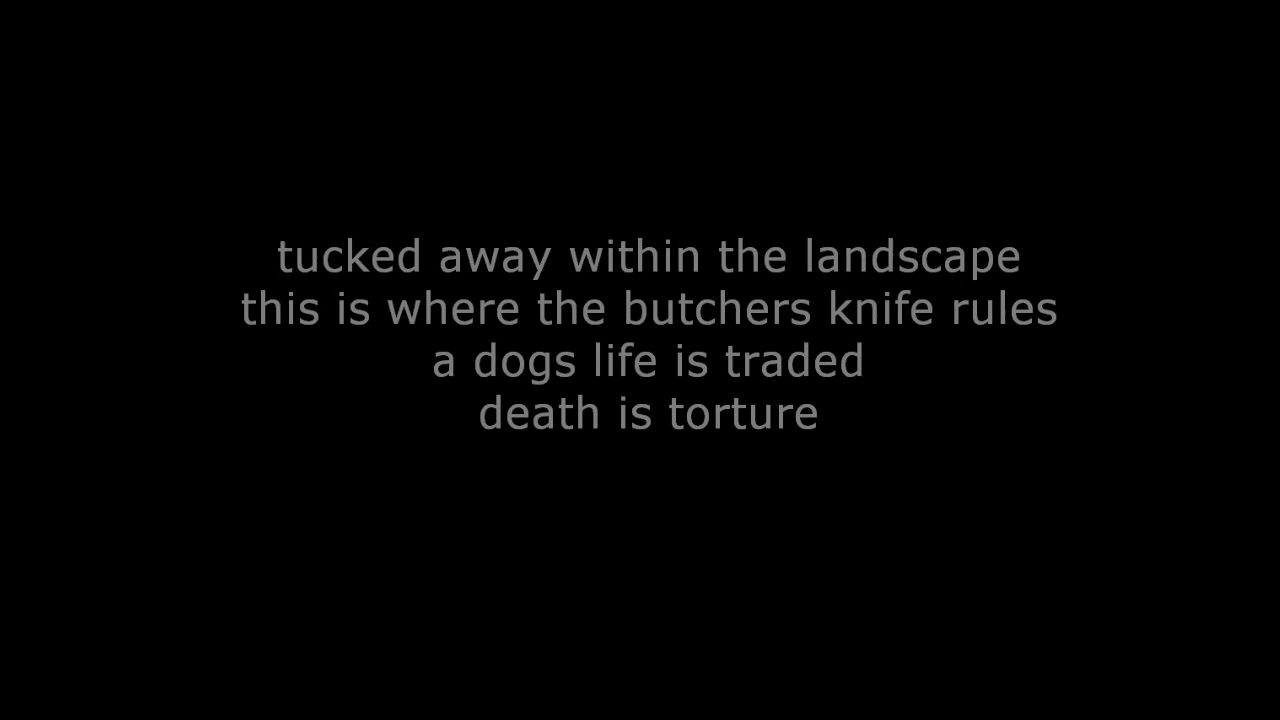 tucked away within the landscape
this is where the butchers knife rules
a dogs life is traded
death is torture